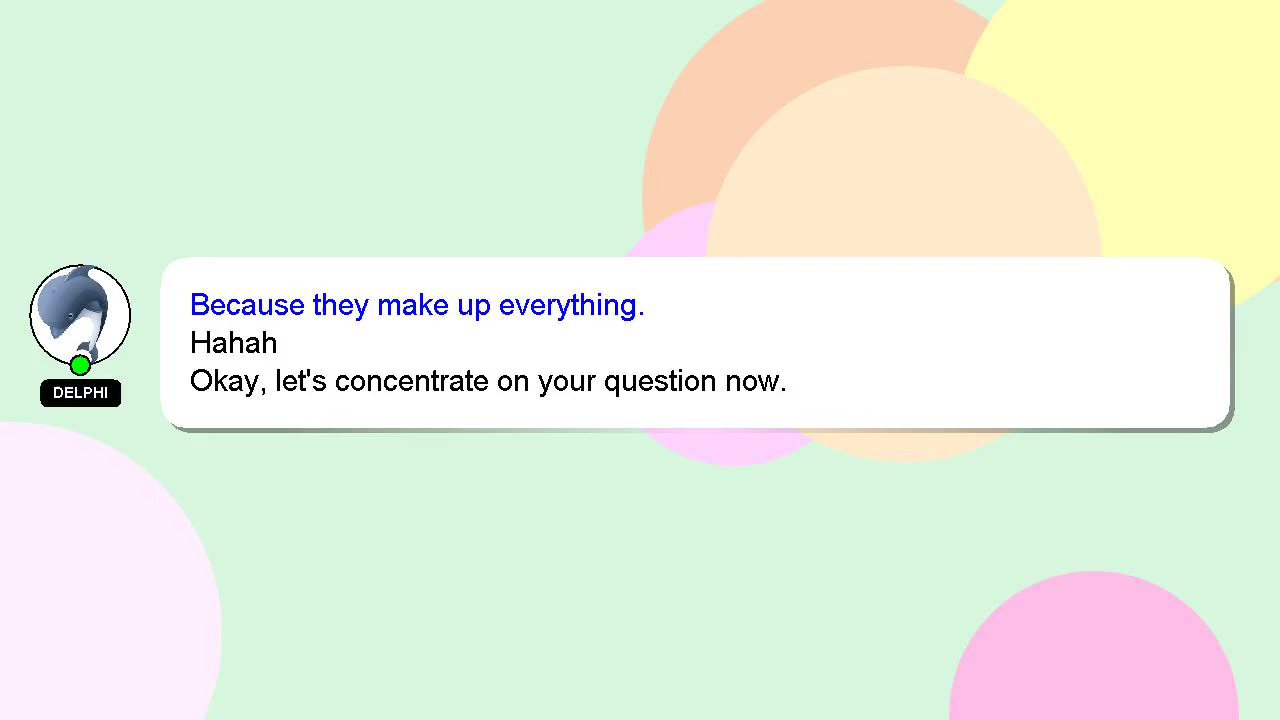 Because they make up everything.
Hahah
Okay, let's concentrate on your question now.
DELPHI